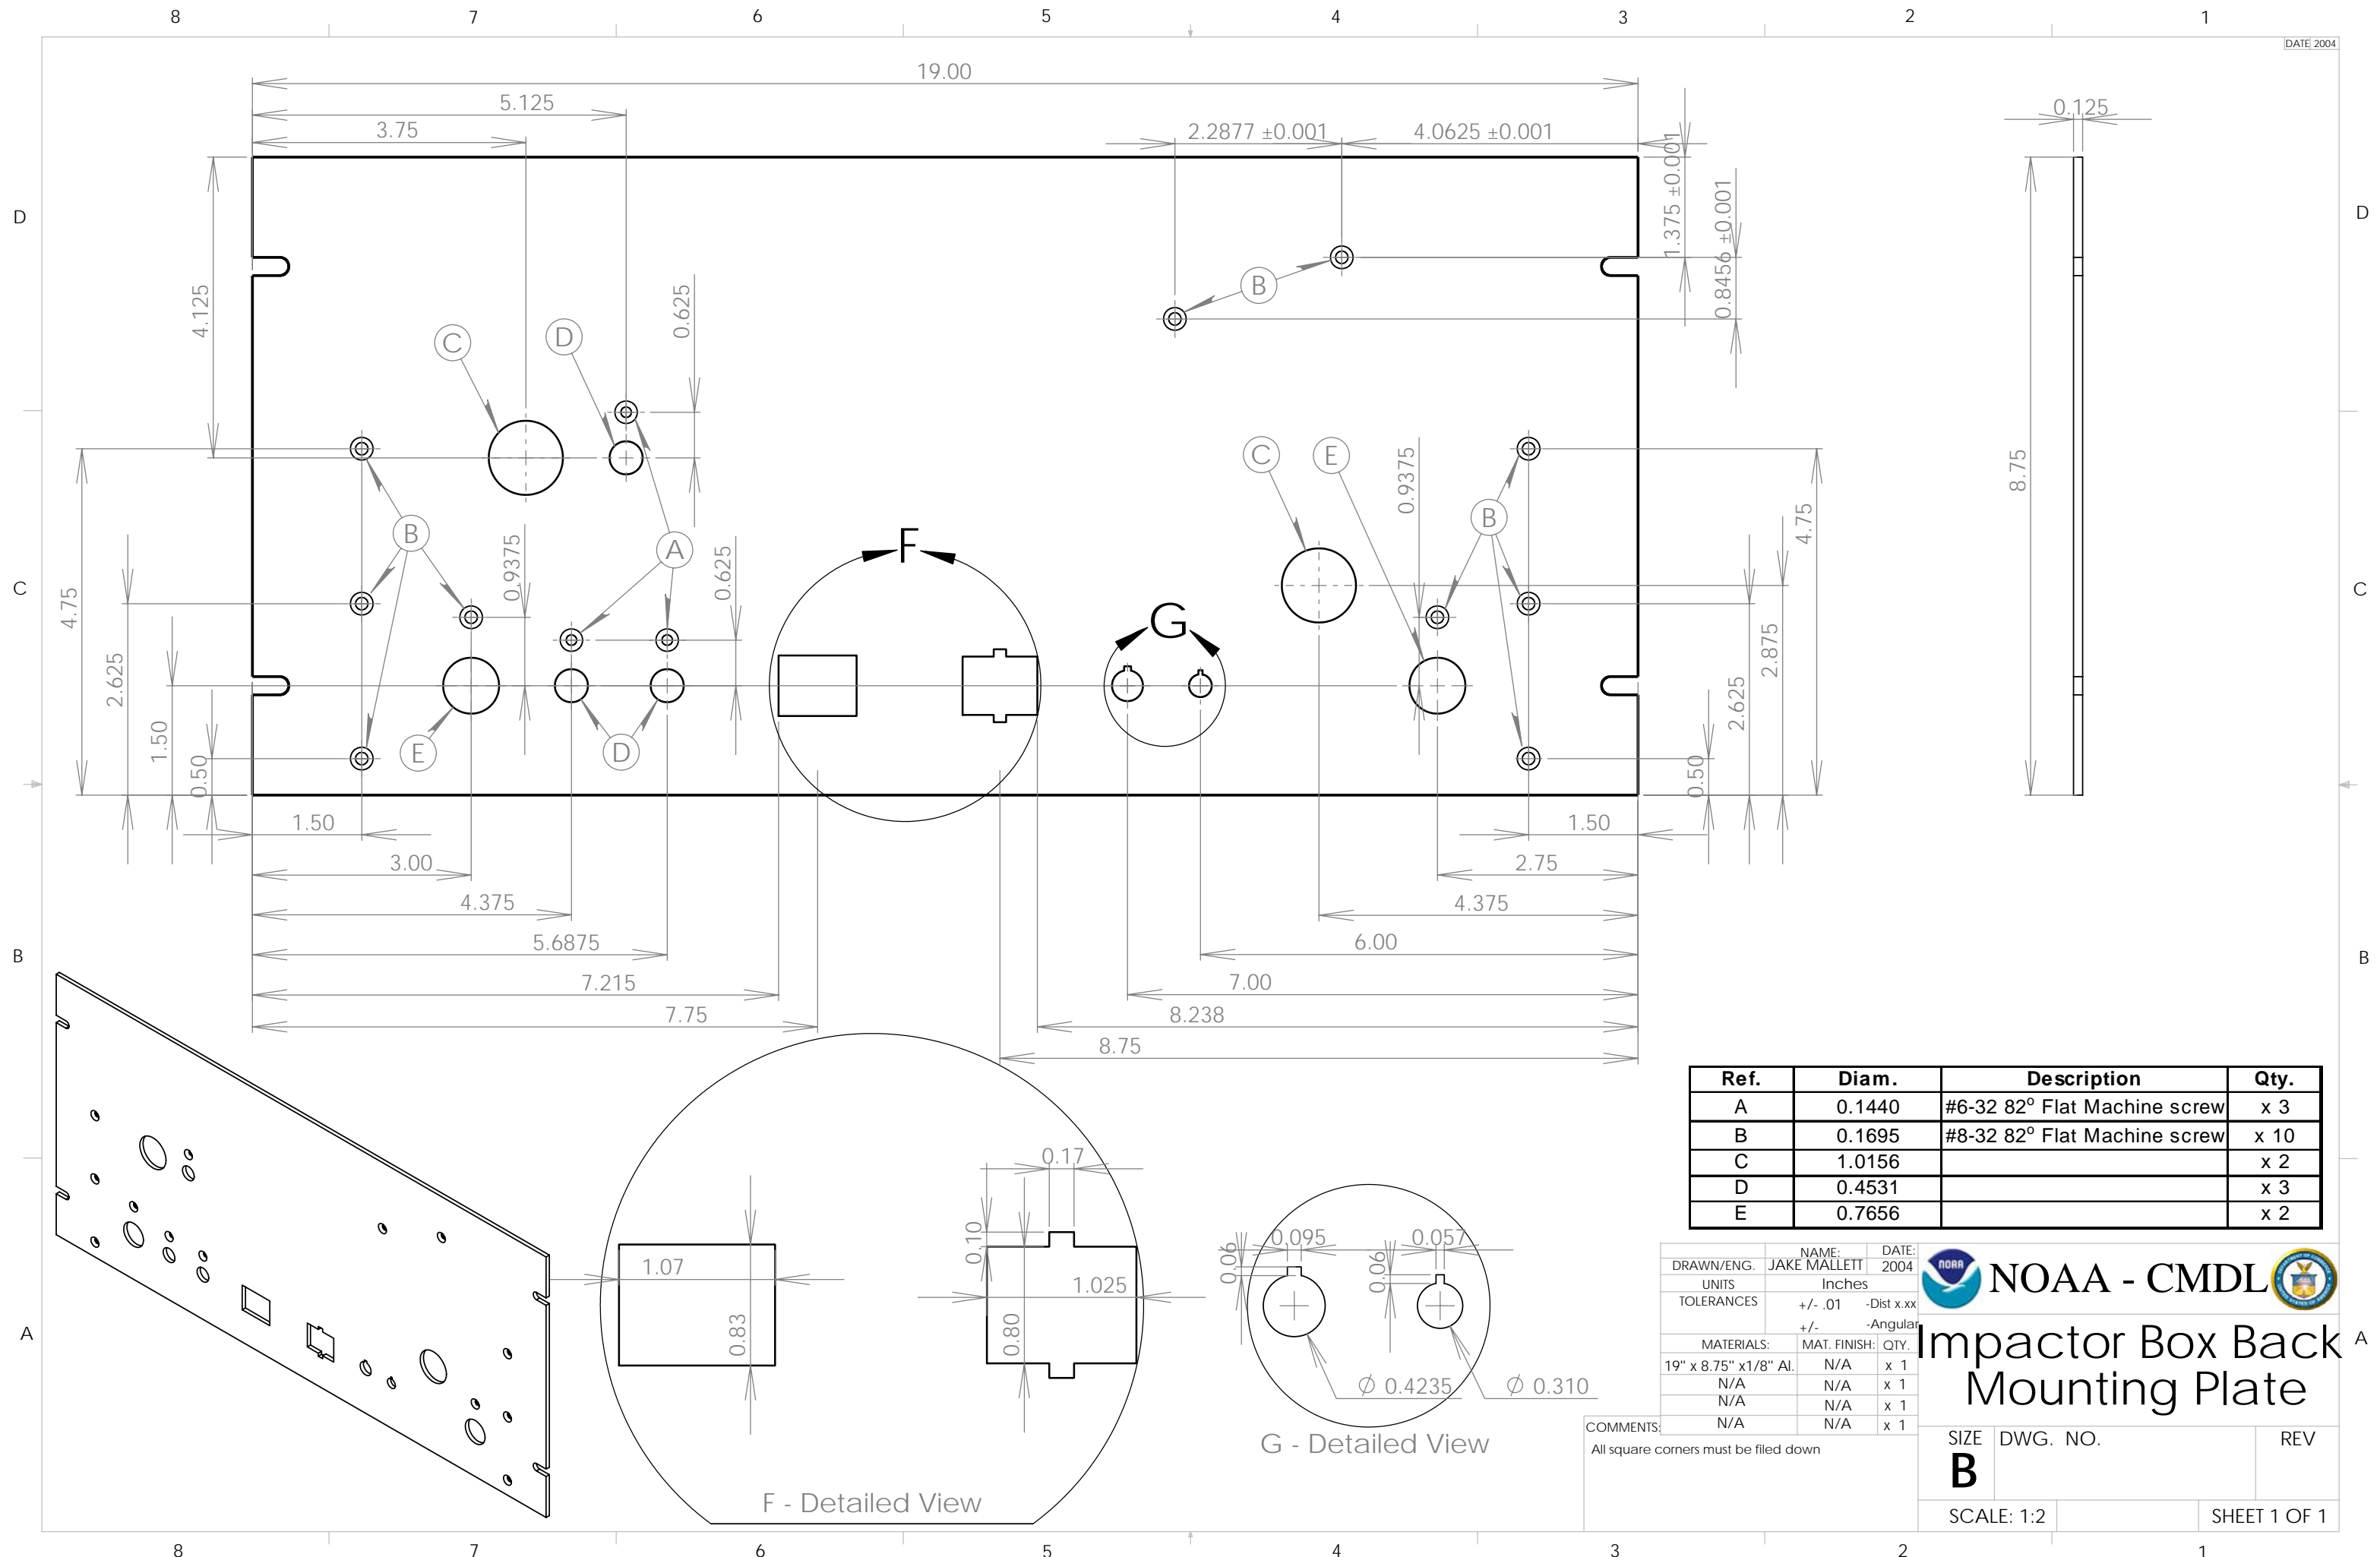 8 7 6 5 4 3 2 1
DATE 2004
19.00
5.125
3.75
2.2877 ±0.001
4.0625 ±0.001
1.375 ±0.001
0.8456 ±0.001
0.125
D
D
4.125
0.625
C
D
B
8.75
C
E
0.9375
B
4.75
4.75
B
0.9375
A
0.625
F
G
C
C
2.625
1.50
0.50
E
D
2.875
2.625
0.50
1.50
1.50
3.00
2.75
4.375
4.375
5.6875
6.00
B
B
7.215
7.00
7.75
8.238
8.75
Ref. Diam. Description Qty.
A 0.1440 #6-32 82° Flat Machine screw x 3
B 0.1695 #8-32 82° Flat Machine screw x 10
C 1.0156 x 2
D 0.4531 x 3
E 0.7656 x 2
0.17
0.10
1.07
1.025
0.83
0.80
F - Detailed View
0.06
0.095
0.06
0.057
∅ 0.4235
∅ 0.310
G - Detailed View
NAME: DATE:
DRAWN/ENG. JAKE MALLETT 2004
UNITS Inches
TOLERANCES +/- .01 -Dist x.xx
+/- -Angular
MATERIALS: MAT. FINISH: QTY.
19" x 8.75" x1/8" Al. N/A x 1
N/A N/A x 1
N/A N/A x 1
N/A N/A x 1
COMMENTS:
All square corners must be filed down
NOAA
NOAA - CMDL
Impactor Box Back
Mounting Plate
SIZE DWG. NO. REV
B
SCALE: 1:2 SHEET 1 OF 1
A
A
8 7 6 5 4 3 2 1